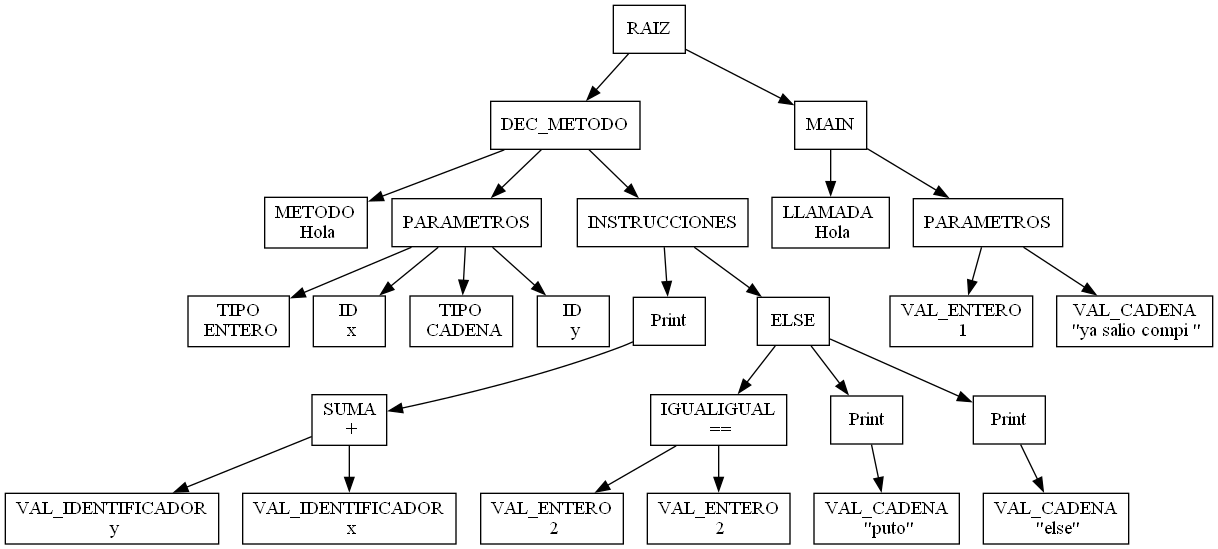 RAIZ
DEC_METODO
MAIN
METODO
Hola
PARAMETROS
INSTRUCCIONES
LLAMADA
Hola
PARAMETROS
TIPO
ENTERO
ID
x
TIPO
CADENA
ID
y
Print
ELSE
VAL_ENTERO
1
VAL_CADENA
"ya salio compi "
SUMA
+
IGUALIGUAL
==
Print
Print
VAL_IDENTIFICADOR
y
VAL_IDENTIFICADOR
x
VAL_ENTERO
2
VAL_ENTERO
2
VAL_CADENA
"puto"
VAL_CADENA
"else"